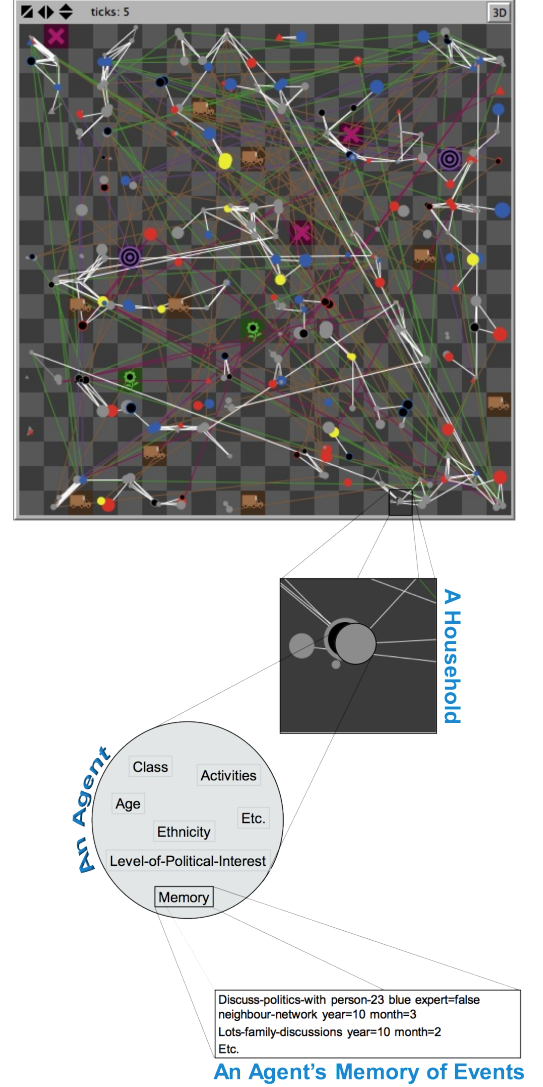 ticks: 5
3D
A Household
An Agent
Class
Activities
Age
Etc.
Ethnicity
Level-of-Political-Interest
Memory
Discuss-politics-with person-23 blue expert=false
neighbour-network year=10 month=3
Lots-family-discussions year=10 month=2
Etc.
An Agent's Memory of Events